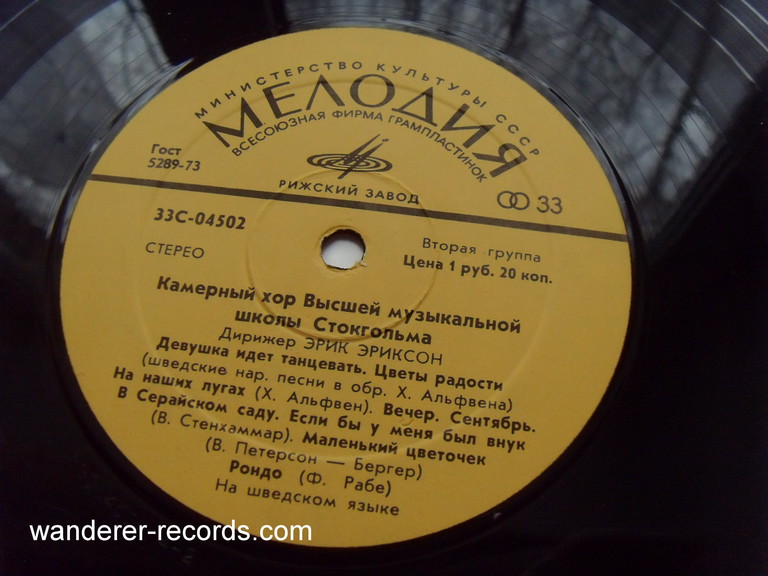 МИНИСТЕРСТВО КУЛЬТУРЫ СССР
МЕЛОДИЯ
ВСЕСОЮЗНАЯ ФИРМА ГРАМПЛАСТИНОК
Гост
5289-73
РИЖСКИЙ ЗАВОД
33
33С-04502
СТЕРЕО
Вторая группа
Цена 1 руб. 20 коп.
Камерный хор Высшей музыкальной
школы Стокгольма
Дирижер ЭРИК ЭРИКСОН
Девушка идет танцевать. Цветы радости
(шведские нар. песни в обр. Х. Альфвена)
На наших лугах (Х. Альфвен). Вечер. Сентябрь.
В Серайском саду. Если бы у меня был внук
(В. Стенхаммар). Маленький цветочек
(В. Петерсон — Бергер)
Рондо (Ф. Рабе)
На шведском языке
wanderer-records.com